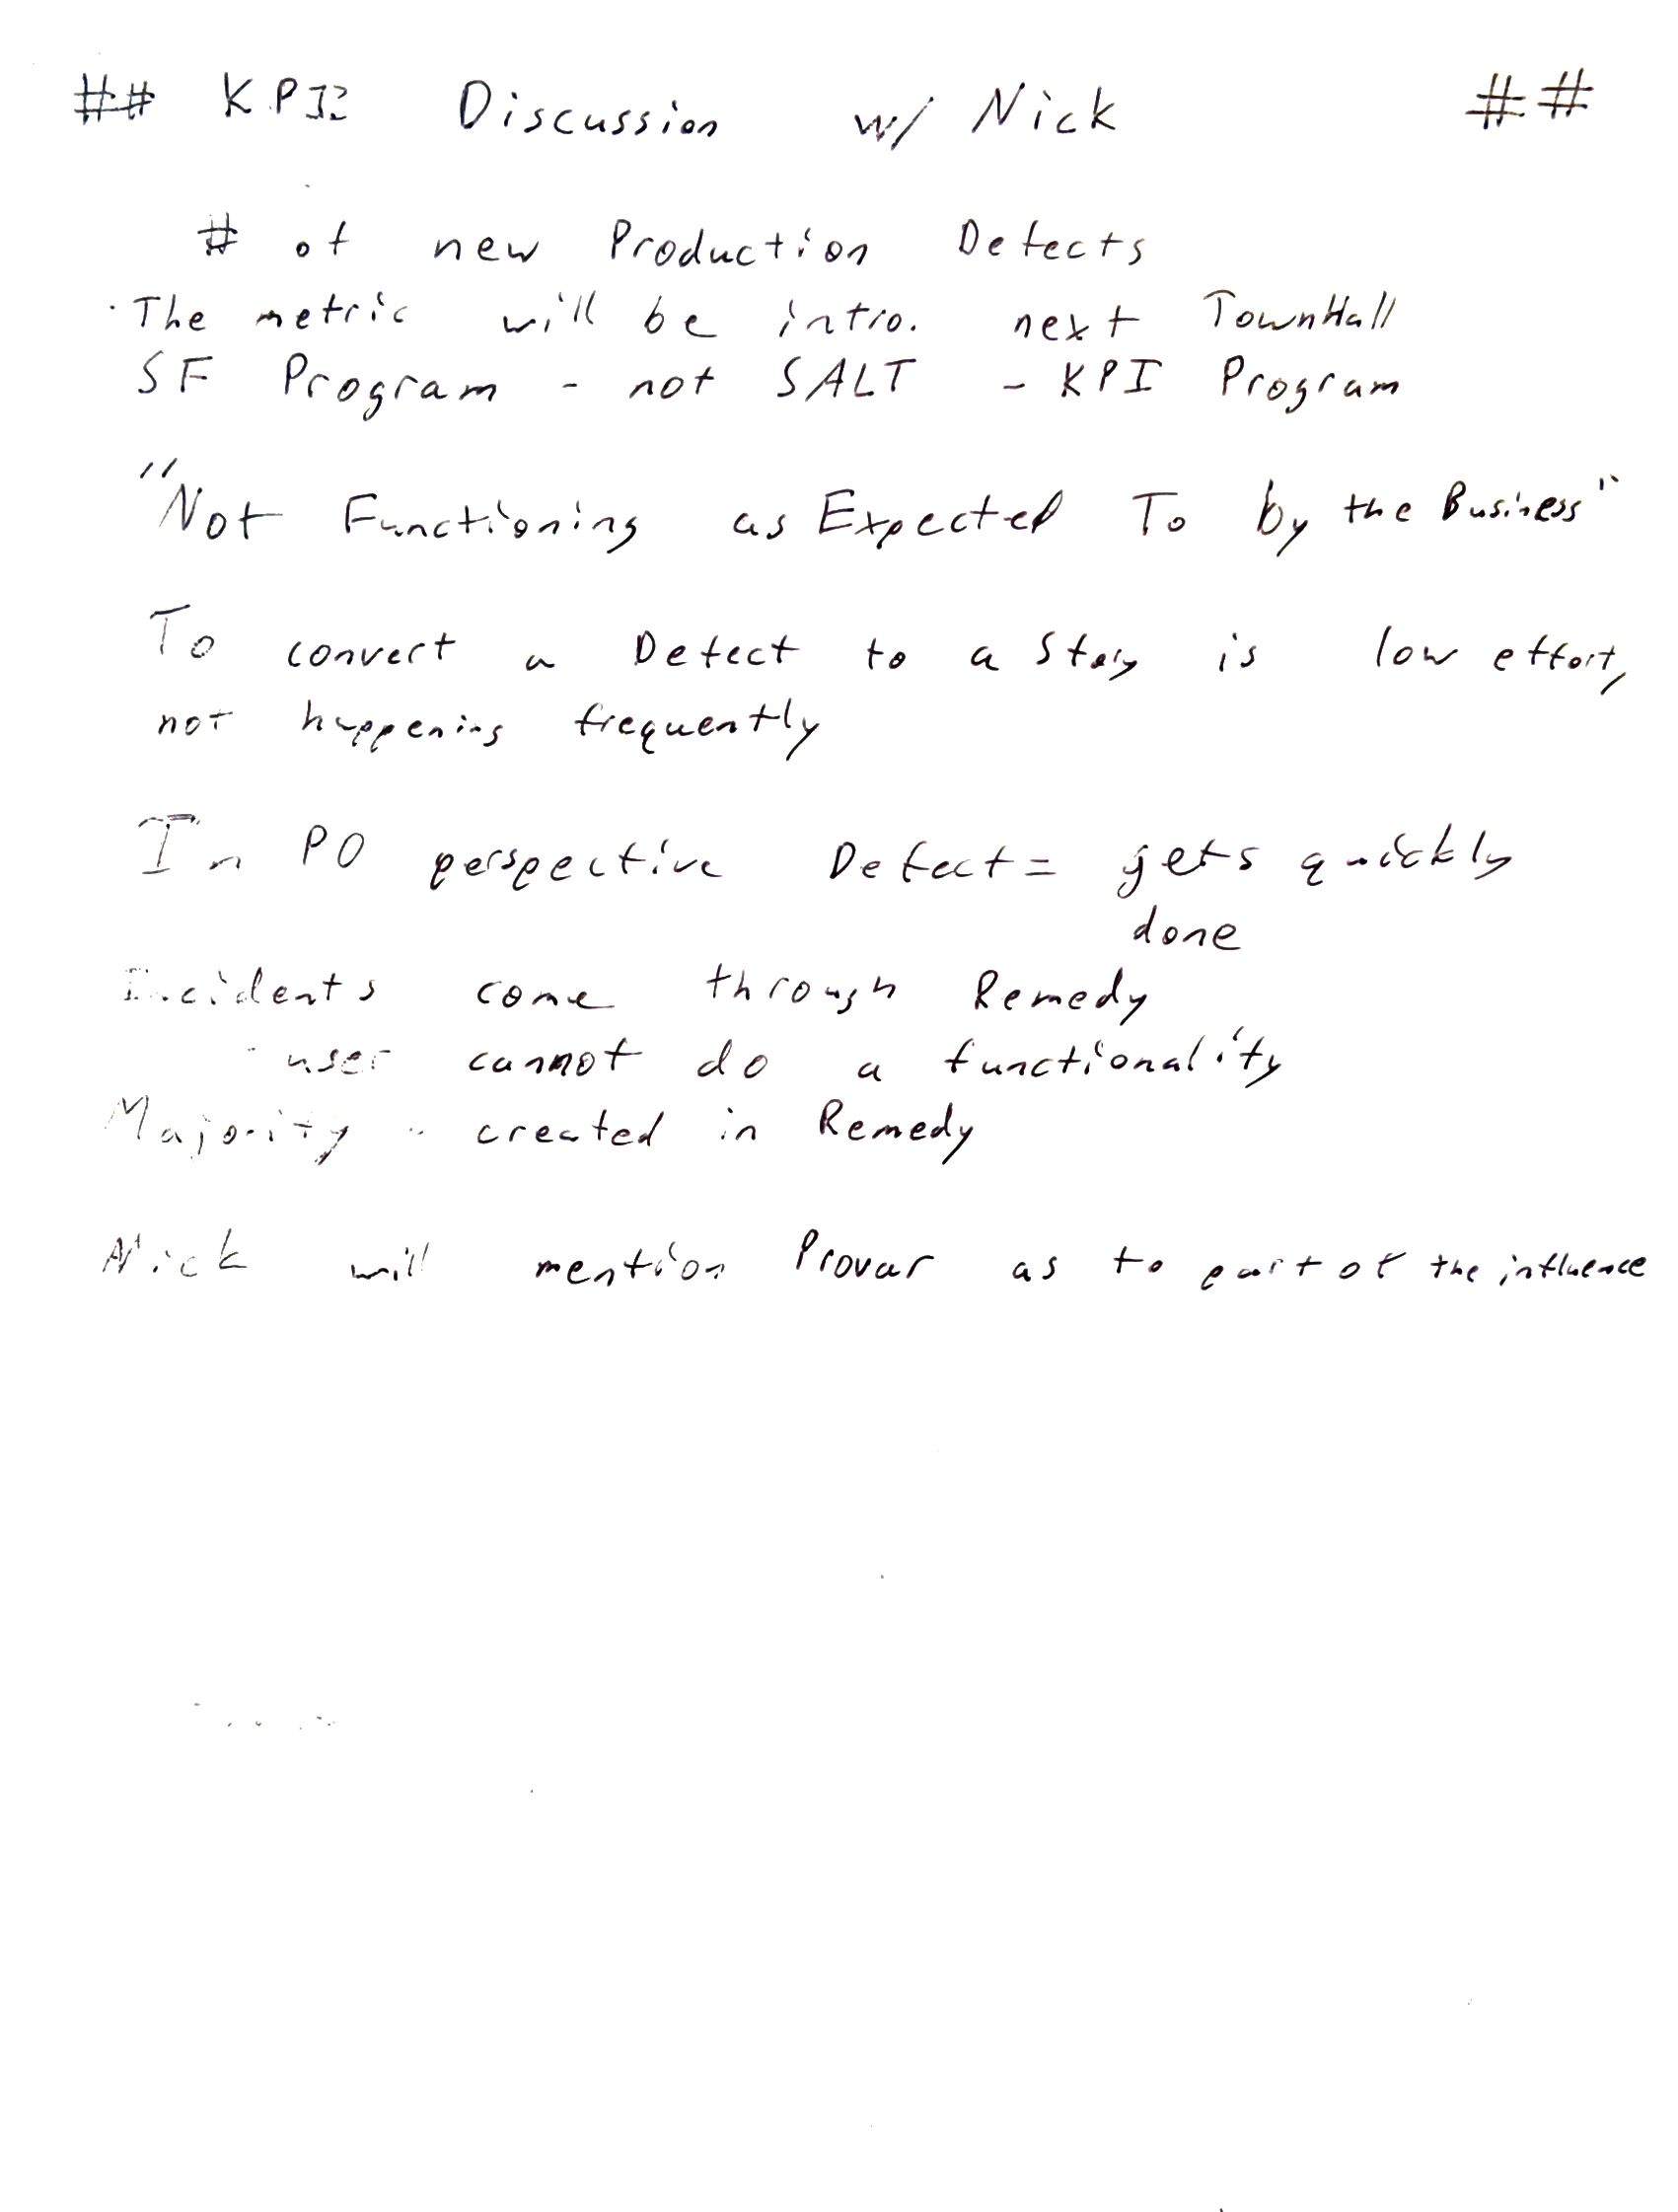 ## KPI Discussion w/ Nick ##
# of new Production Defects
· The metric will be intro. next TownHall
SF Program - not SALT - KPI Program
"Not Functioning as Expected To by the Business"
To convert a Defect to a Story is low effort,
not happening frequently
In PO perspective Defect = gets quickly
done
Incidents come through Remedy
- user cannot do a functionality
Majority - created in Remedy
Nick will mention Provar as to part of the influence